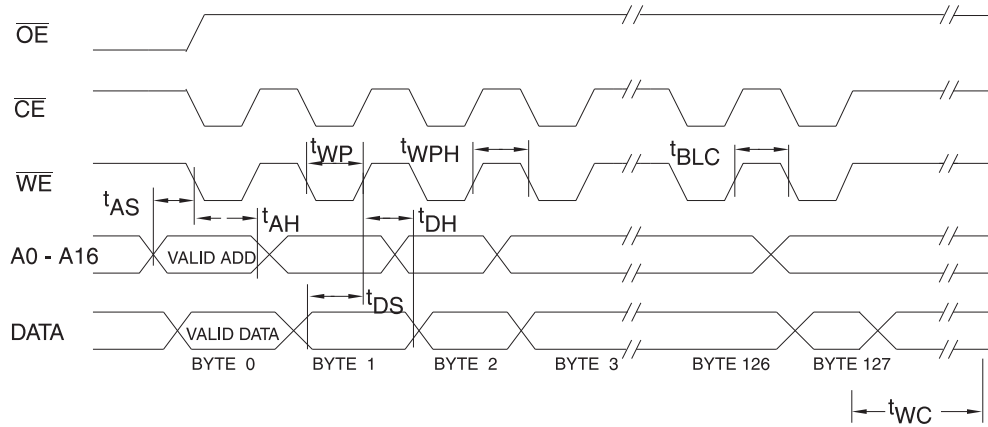 OE
CE
tWP tWPH tBLC
WE
tAS
tAH tDH
A0 - A16 VALID ADD
tDS
DATA VALID DATA
BYTE 0 BYTE 1 BYTE 2 BYTE 3 BYTE 126 BYTE 127
tWC